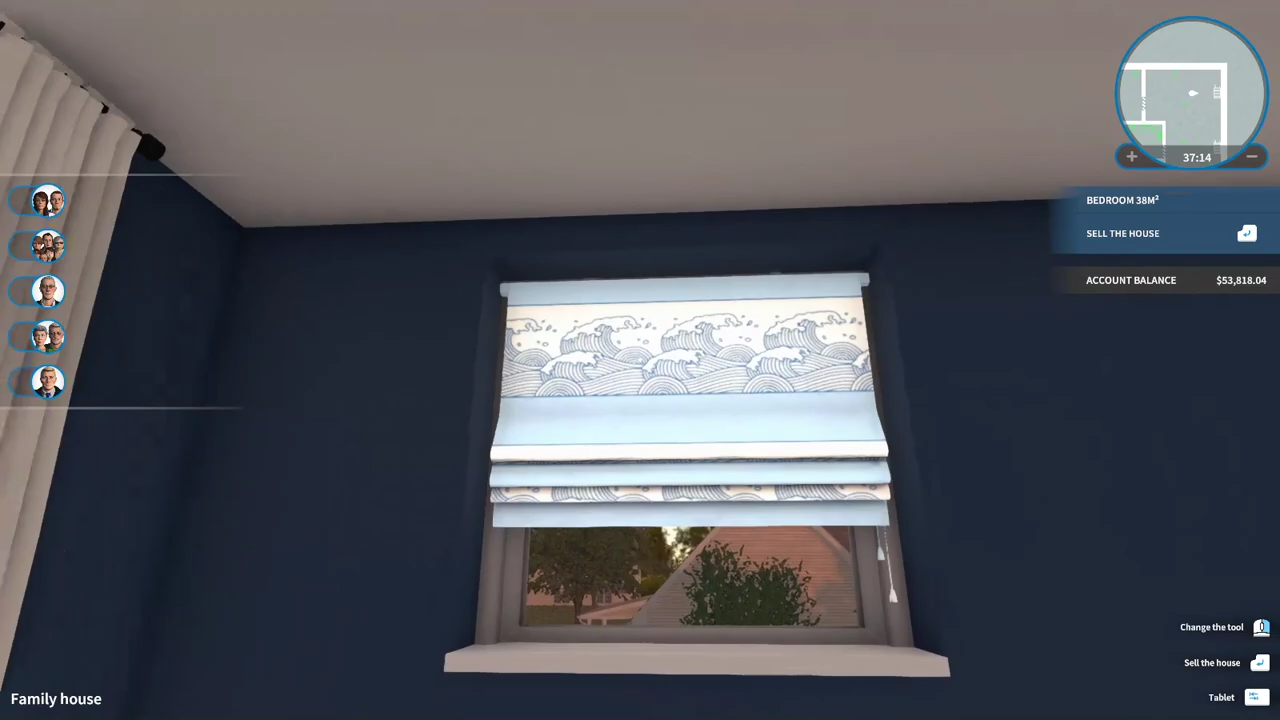 37:14
BEDROOM 38M²
SELL THE HOUSE
ACCOUNT BALANCE $53,818.04
Change the tool
Sell the house
Tablet
Family house